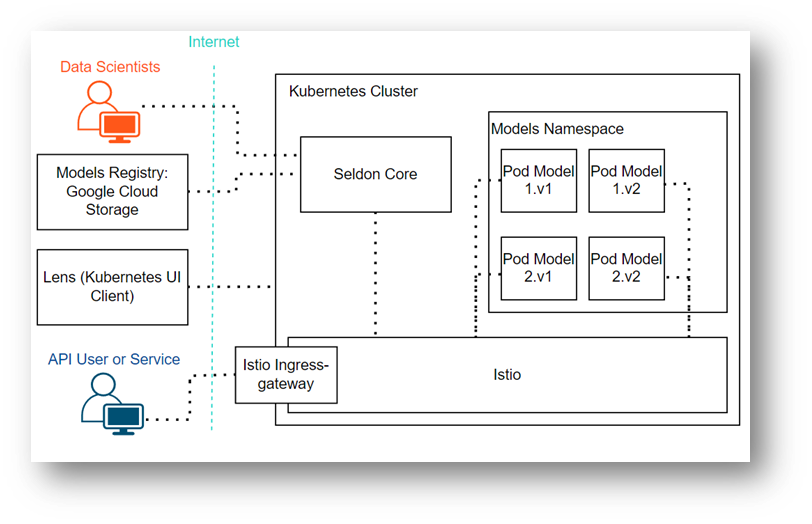 Internet
Data Scientists
Kubernetes Cluster
Models Namespace
Models Registry:
Google Cloud
Storage
Seldon Core
Pod Model
1.v1
Pod Model
1.v2
Lens (Kubernetes UI
Client)
Pod Model
2.v1
Pod Model
2.v2
API User or Service
Istio Ingress-
gateway
Istio